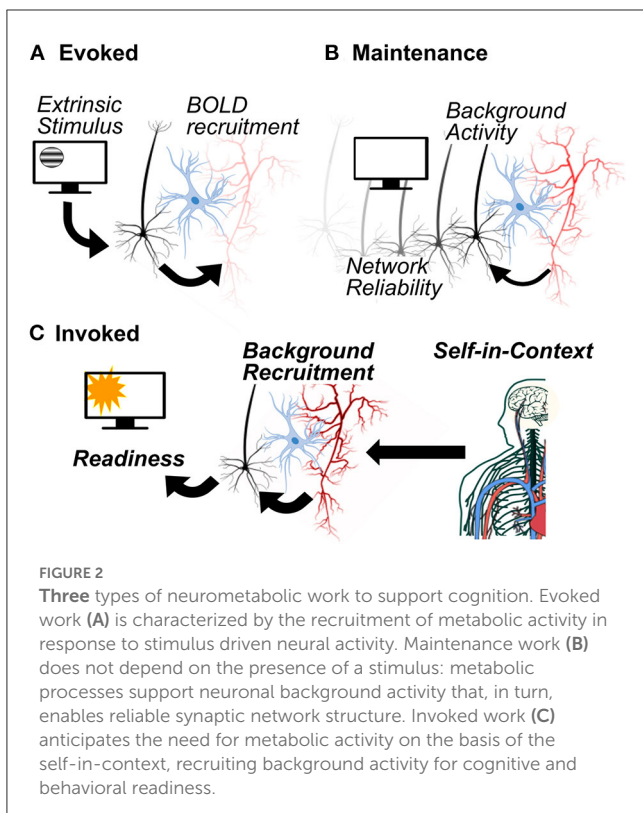 A Evoked
B Maintenance
Extrinsic
Stimulus
BOLD
recruitment
Background
Activity
Network
Reliability
C Invoked
Background
Recruitment
Self-in-Context
Readiness
FIGURE 2
Three types of neurometabolic work to support cognition. Evoked
work (A) is characterized by the recruitment of metabolic activity in
response to stimulus driven neural activity. Maintenance work (B)
does not depend on the presence of a stimulus: metabolic
processes support neuronal background activity that, in turn,
enables reliable synaptic network structure. Invoked work (C)
anticipates the need for metabolic activity on the basis of the
self-in-context, recruiting background activity for cognitive and
behavioral readiness.